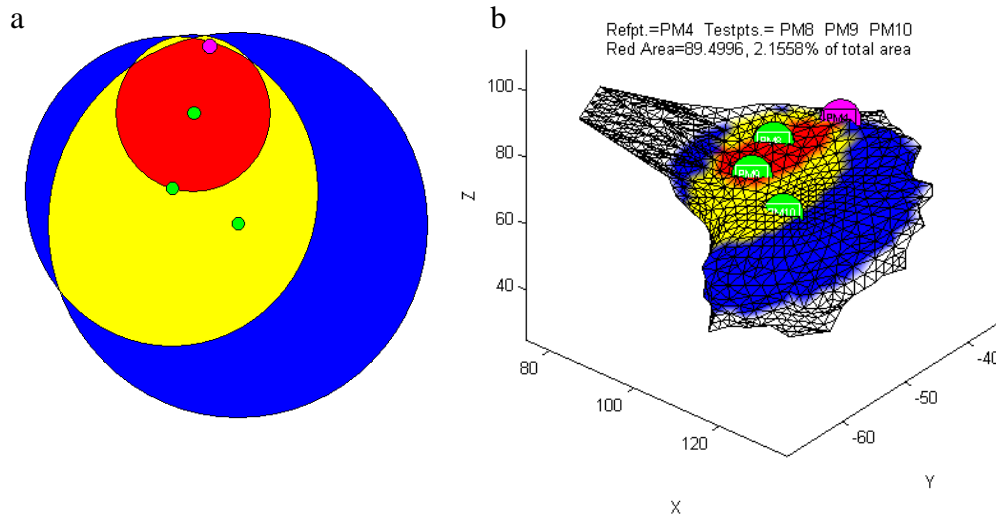 a
b
Refpt.=PM4 Testpts.= PM8 PM9 PM10
Red Area=89.4996, 2.1558% of total area
100
80
60
40
Z
PM4
PM8
PM9
PM10
80
100
120
X
-60
-50
-40
Y